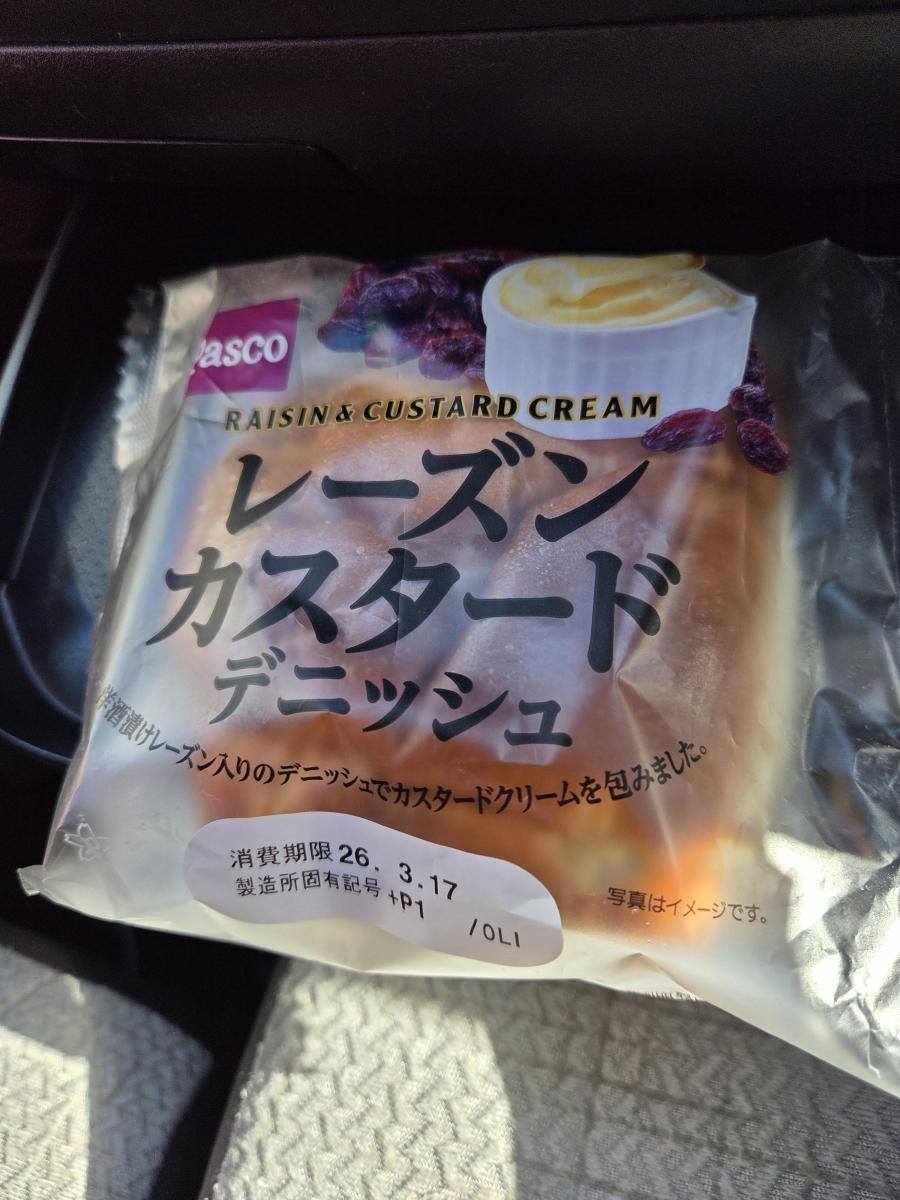 Pasco
RAISIN & CUSTARD CREAM
レーズン
カスタード
デニッシュ
洋酒漬けレーズン入りのデニッシュでカスタードクリームを包みました。
消費期限 26. 3.17
製造所固有記号 +P1
/OLI
写真はイメージです。